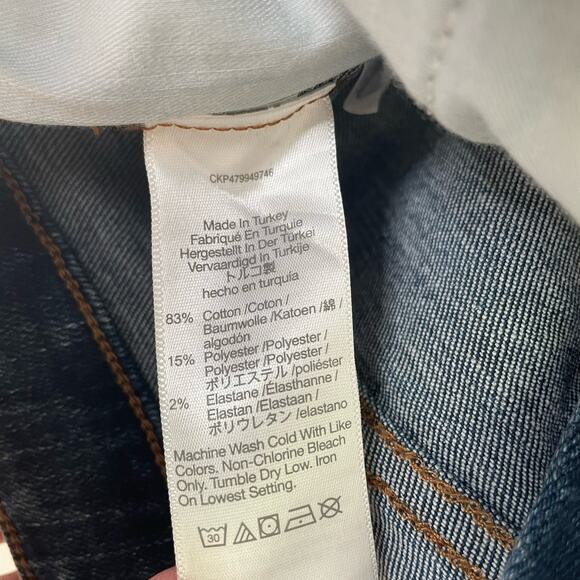 CKP479949746
Made In Turkey
Fabriqué En Turquie
Hergestellt In Der Türkei
Vervaardigd In Turkije
トルコ製
hecho en turquía
83% Cotton /Coton /
Baumwolle /Katoen /綿 /
algodón
15% Polyester /Polyester /
Polyester /Polyester /
ポリエステル /poliéster
2% Elastane /Élasthanne /
Elastan /Elastaan /
ポリウレタン /elastano
Machine Wash Cold With Like
Colors. Non-Chlorine Bleach
Only. Tumble Dry Low. Iron
On Lowest Setting.
30